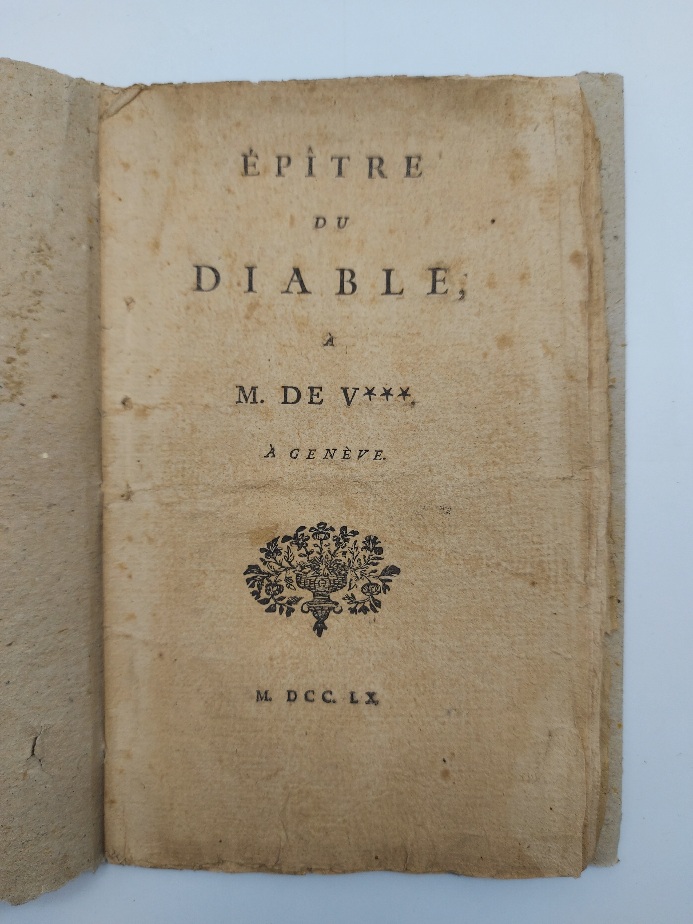 ÉPÎTRE
DU
DIABLE,
À
M. DE V***,
À GENÈVE.
M. DCC. LX.